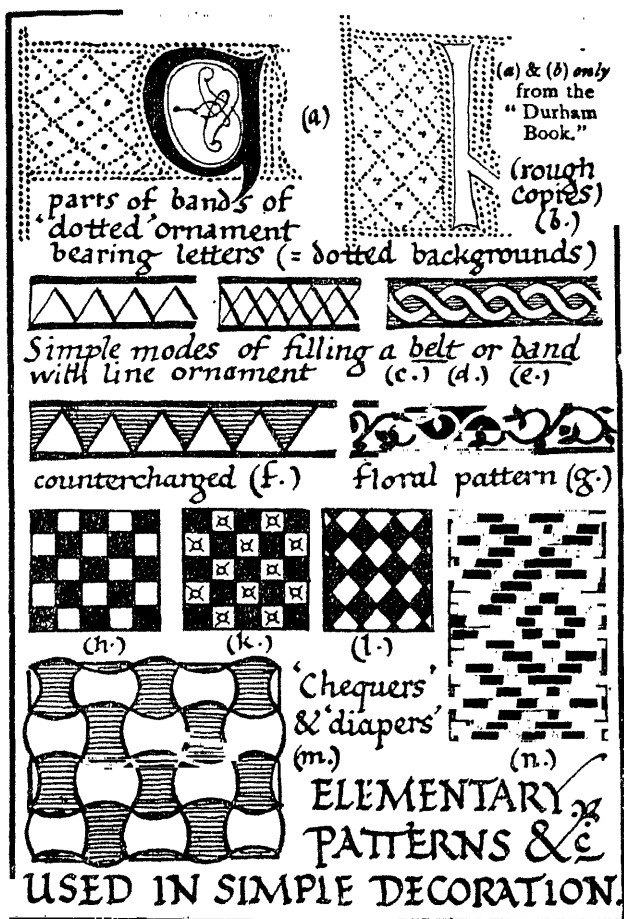 (a)
(a) & (b) only
from the
“ Durham
Book.”
(rough
copies)
(b.)
parts of bands of
'dotted' ornament
bearing letters (= dotted backgrounds)
Simple modes of filling a belt or band
with line ornament (c.) (d.) (e.)
countercharged (f.)
floral pattern (g.)
(h.) (k.) (l.)
'Chequers'
& 'diapers'
(m.)
(n.)
ELEMENTARY
PATTERNS &c
USED IN SIMPLE DECORATION.